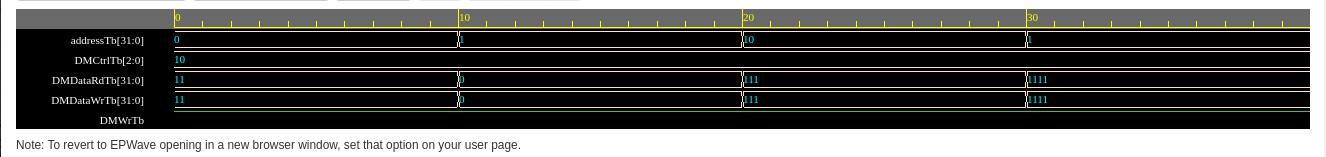 0 10 20 30
addressTb[31:0] 0 1 10 1
DMCtrlTb[2:0] 10
DMDataRdTb[31:0] 11 0 111 1111
DMDataWrTb[31:0] 11 0 111 1111
DMWrTb
Note: To revert to EPWave opening in a new browser window, set that option on your user page.